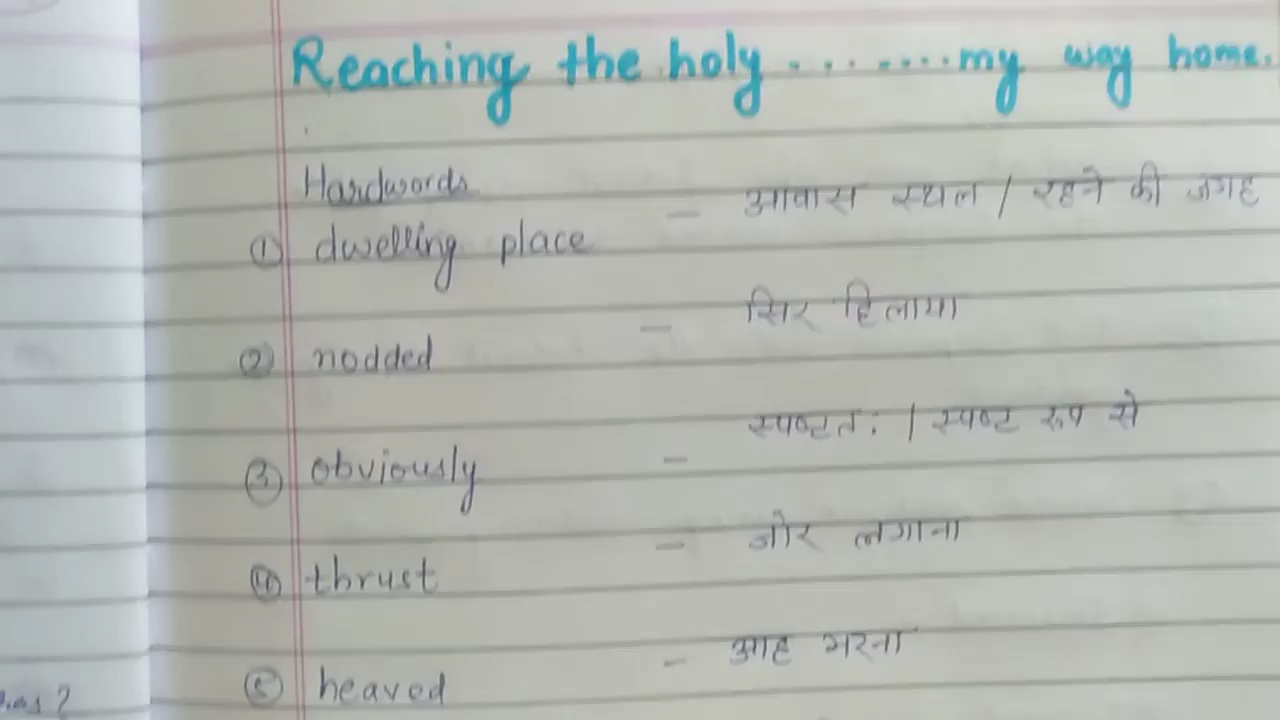 Reaching the holy ........ my way home.
Hardwords
① dwelling place - आवास स्थल / रहने की जगह
② nodded - सिर हिलाया
③ obviously - स्पष्टतः / स्पष्ट रूप से
④ thrust - जोर लगाना
⑤ heaved - आह भरना